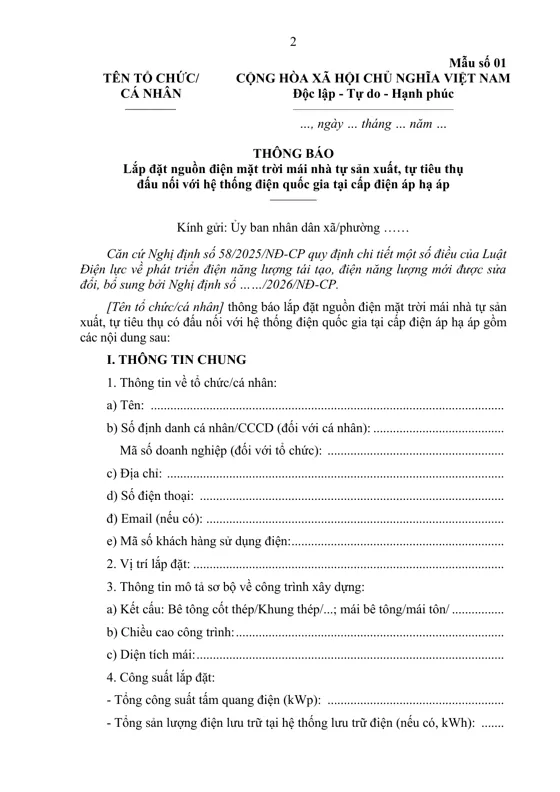 2
Mẫu số 01
TÊN TỔ CHỨC/
CÁ NHÂN
CỘNG HÒA XÃ HỘI CHỦ NGHĨA VIỆT NAM
Độc lập - Tự do - Hạnh phúc
..., ngày ... tháng ... năm ...
THÔNG BÁO
Lắp đặt nguồn điện mặt trời mái nhà tự sản xuất, tự tiêu thụ
đấu nối với hệ thống điện quốc gia tại cấp điện áp hạ áp
Kính gửi: Ủy ban nhân dân xã/phường ……
Căn cứ Nghị định số 58/2025/NĐ-CP quy định chi tiết một số điều của Luật
Điện lực về phát triển điện năng lượng tái tạo, điện năng lượng mới được sửa
đổi, bổ sung bởi Nghị định số ……/2026/NĐ-CP.
[Tên tổ chức/cá nhân] thông báo lắp đặt nguồn điện mặt trời mái nhà tự sản
xuất, tự tiêu thụ có đấu nối với hệ thống điện quốc gia tại cấp điện áp hạ áp gồm
các nội dung sau:
I. THÔNG TIN CHUNG
1. Thông tin về tổ chức/cá nhân:
a) Tên: ..........................................................
b) Số định danh cá nhân/CCCD (đối với cá nhân): ........................................
Mã số doanh nghiệp (đối với tổ chức): ......................................................
c) Địa chỉ: ..........................................................
d) Số điện thoại: ..........................................................
đ) Email (nếu có): ..........................................................
e) Mã số khách hàng sử dụng điện:..........................................................
2. Vị trí lắp đặt: ..........................................................
3. Thông tin mô tả sơ bộ về công trình xây dựng:
a) Kết cấu: Bê tông cốt thép/Khung thép/...; mái bê tông/mái tôn/ ................
b) Chiều cao công trình:..........................................................
c) Diện tích mái:..........................................................
4. Công suất lắp đặt:
- Tổng công suất tấm quang điện (kWp): ......................................................
- Tổng sản lượng điện lưu trữ tại hệ thống lưu trữ điện (nếu có, kWh): .......